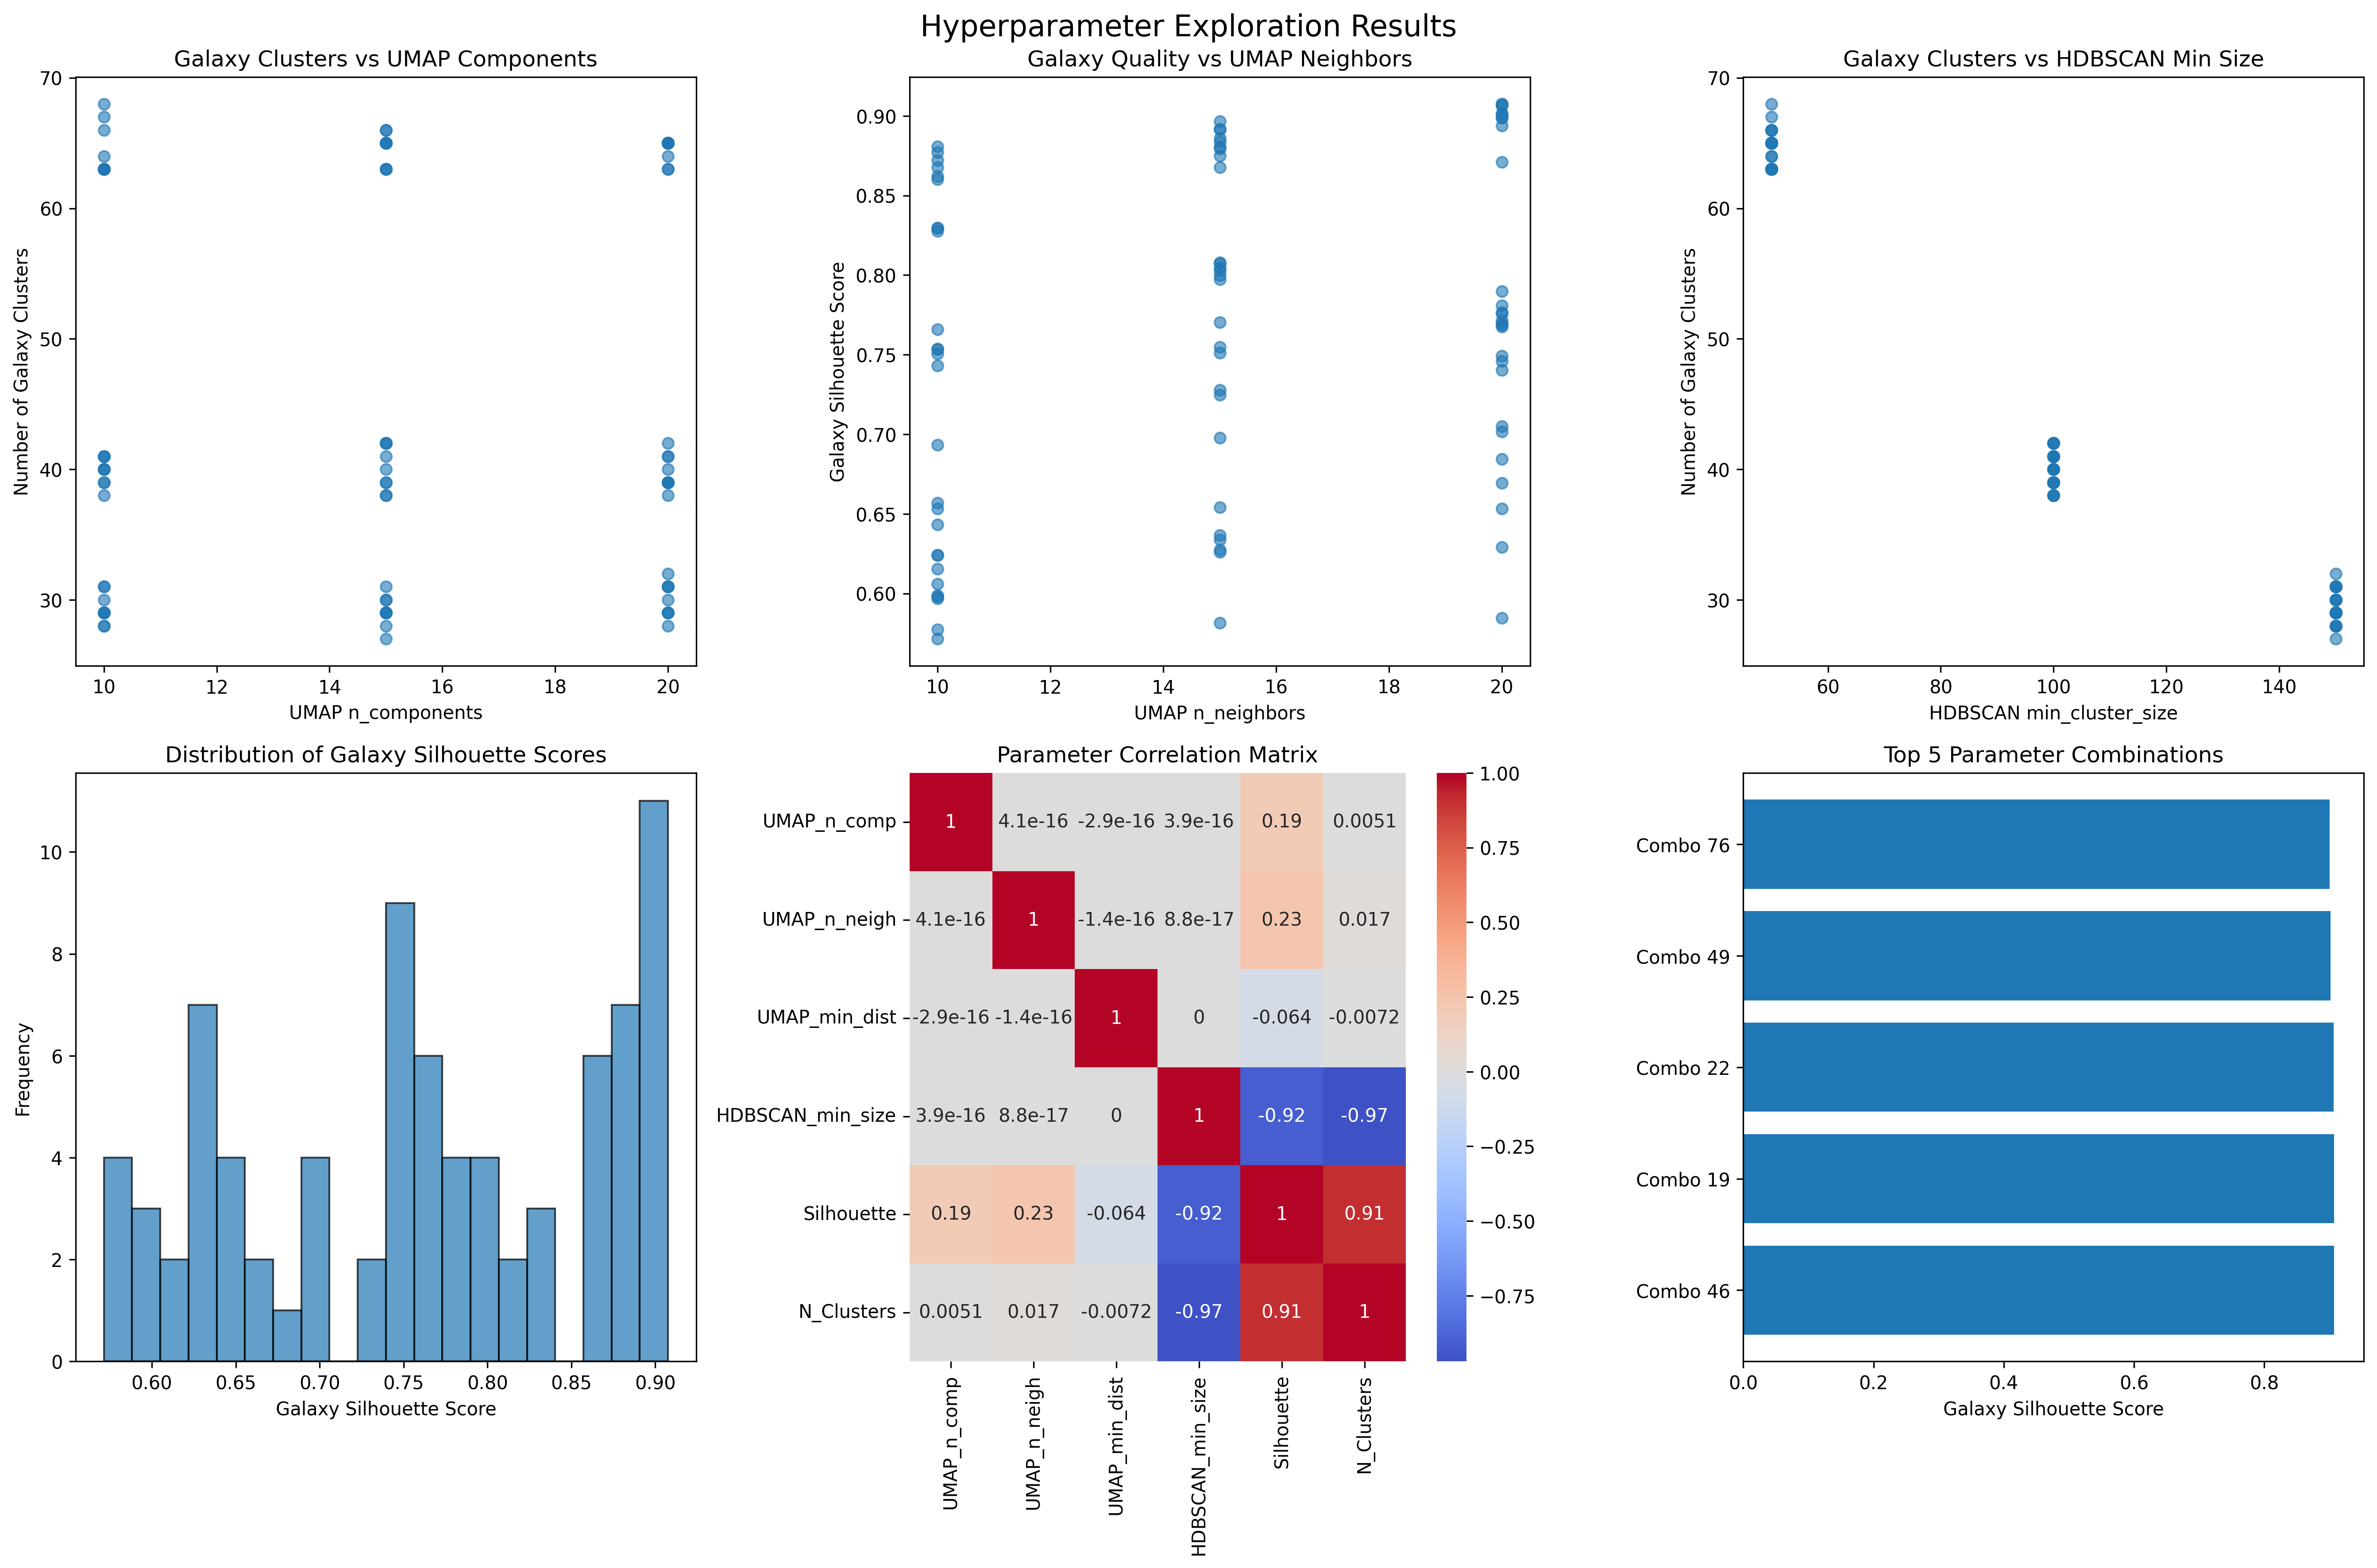 Hyperparameter Exploration Results
Galaxy Clusters vs UMAP Components
70
60
50
40
30
Number of Galaxy Clusters
10 12 14 16 18 20
UMAP n_components
Galaxy Quality vs UMAP Neighbors
0.90
0.85
0.80
0.75
0.70
0.65
0.60
Galaxy Silhouette Score
10 12 14 16 18 20
UMAP n_neighbors
Galaxy Clusters vs HDBSCAN Min Size
70
60
50
40
30
Number of Galaxy Clusters
60 80 100 120 140
HDBSCAN min_cluster_size
Distribution of Galaxy Silhouette Scores
10
8
6
4
2
0
Frequency
0.60 0.65 0.70 0.75 0.80 0.85 0.90
Galaxy Silhouette Score
Parameter Correlation Matrix
UMAP_n_comp 1 4.1e-16 -2.9e-16 3.9e-16 0.19 0.0051
UMAP_n_neigh 4.1e-16 1 -1.4e-16 8.8e-17 0.23 0.017
UMAP_min_dist -2.9e-16 -1.4e-16 1 0 -0.064 -0.0072
HDBSCAN_min_size 3.9e-16 8.8e-17 0 1 -0.92 -0.97
Silhouette 0.19 0.23 -0.064 -0.92 1 0.91
N_Clusters 0.0051 0.017 -0.0072 -0.97 0.91 1
UMAP_n_comp
UMAP_n_neigh
UMAP_min_dist
HDBSCAN_min_size
Silhouette
N_Clusters
1.00
0.75
0.50
0.25
0.00
−0.25
−0.50
−0.75
Top 5 Parameter Combinations
Combo 76
Combo 49
Combo 22
Combo 19
Combo 46
0.0 0.2 0.4 0.6 0.8
Galaxy Silhouette Score